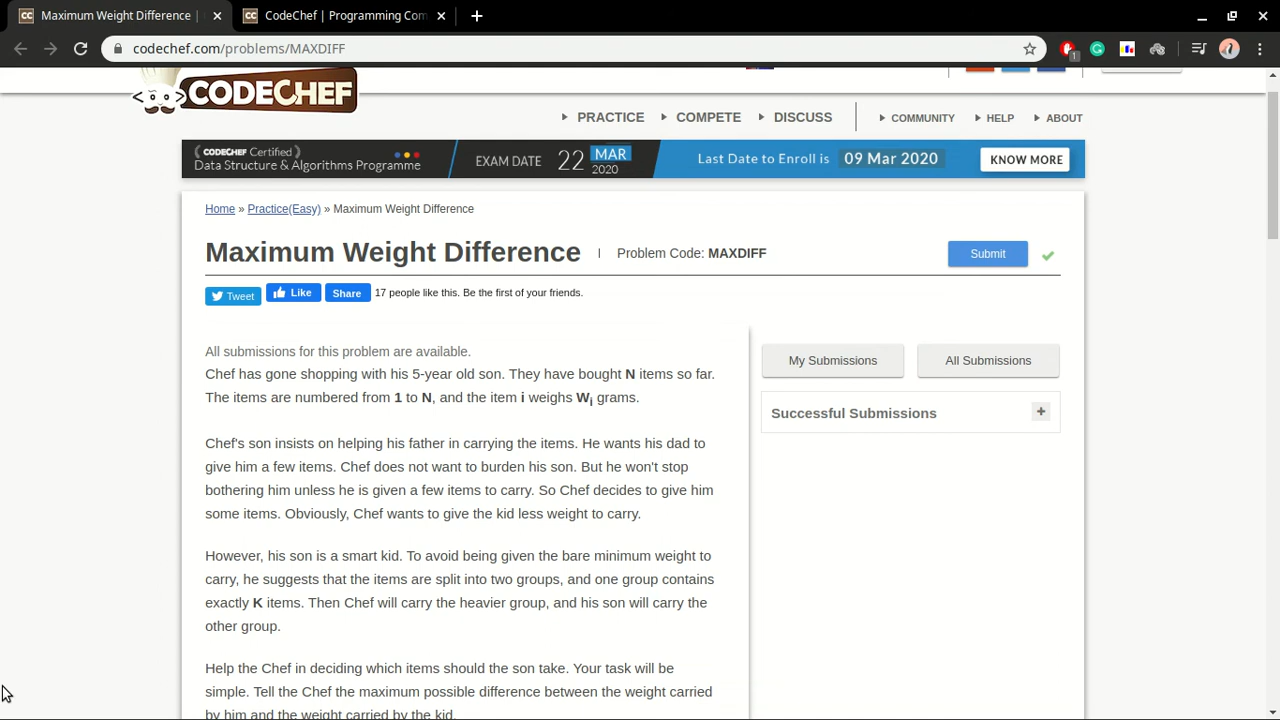 Maximum Weight Difference |
CodeChef | Programming Com
codechef.com/problems/MAXDIFF
1
CODECHEF
PRACTICE COMPETE DISCUSS COMMUNITY HELP ABOUT
CODECHEF Certified
Data Structure & Algorithms Programme
EXAM DATE 22 MAR 2020
Last Date to Enroll is 09 Mar 2020
KNOW MORE
Home » Practice(Easy) » Maximum Weight Difference
Maximum Weight Difference | Problem Code: MAXDIFF
Submit
Tweet Like Share 17 people like this. Be the first of your friends.
All submissions for this problem are available.
Chef has gone shopping with his 5-year old son. They have bought N items so far.
The items are numbered from 1 to N, and the item i weighs Wi grams.
Chef's son insists on helping his father in carrying the items. He wants his dad to
give him a few items. Chef does not want to burden his son. But he won't stop
bothering him unless he is given a few items to carry. So Chef decides to give him
some items. Obviously, Chef wants to give the kid less weight to carry.
However, his son is a smart kid. To avoid being given the bare minimum weight to
carry, he suggests that the items are split into two groups, and one group contains
exactly K items. Then Chef will carry the heavier group, and his son will carry the
other group.
Help the Chef in deciding which items should the son take. Your task will be
simple. Tell the Chef the maximum possible difference between the weight carried
by him and the weight carried by the kid.
My Submissions
All Submissions
Successful Submissions +